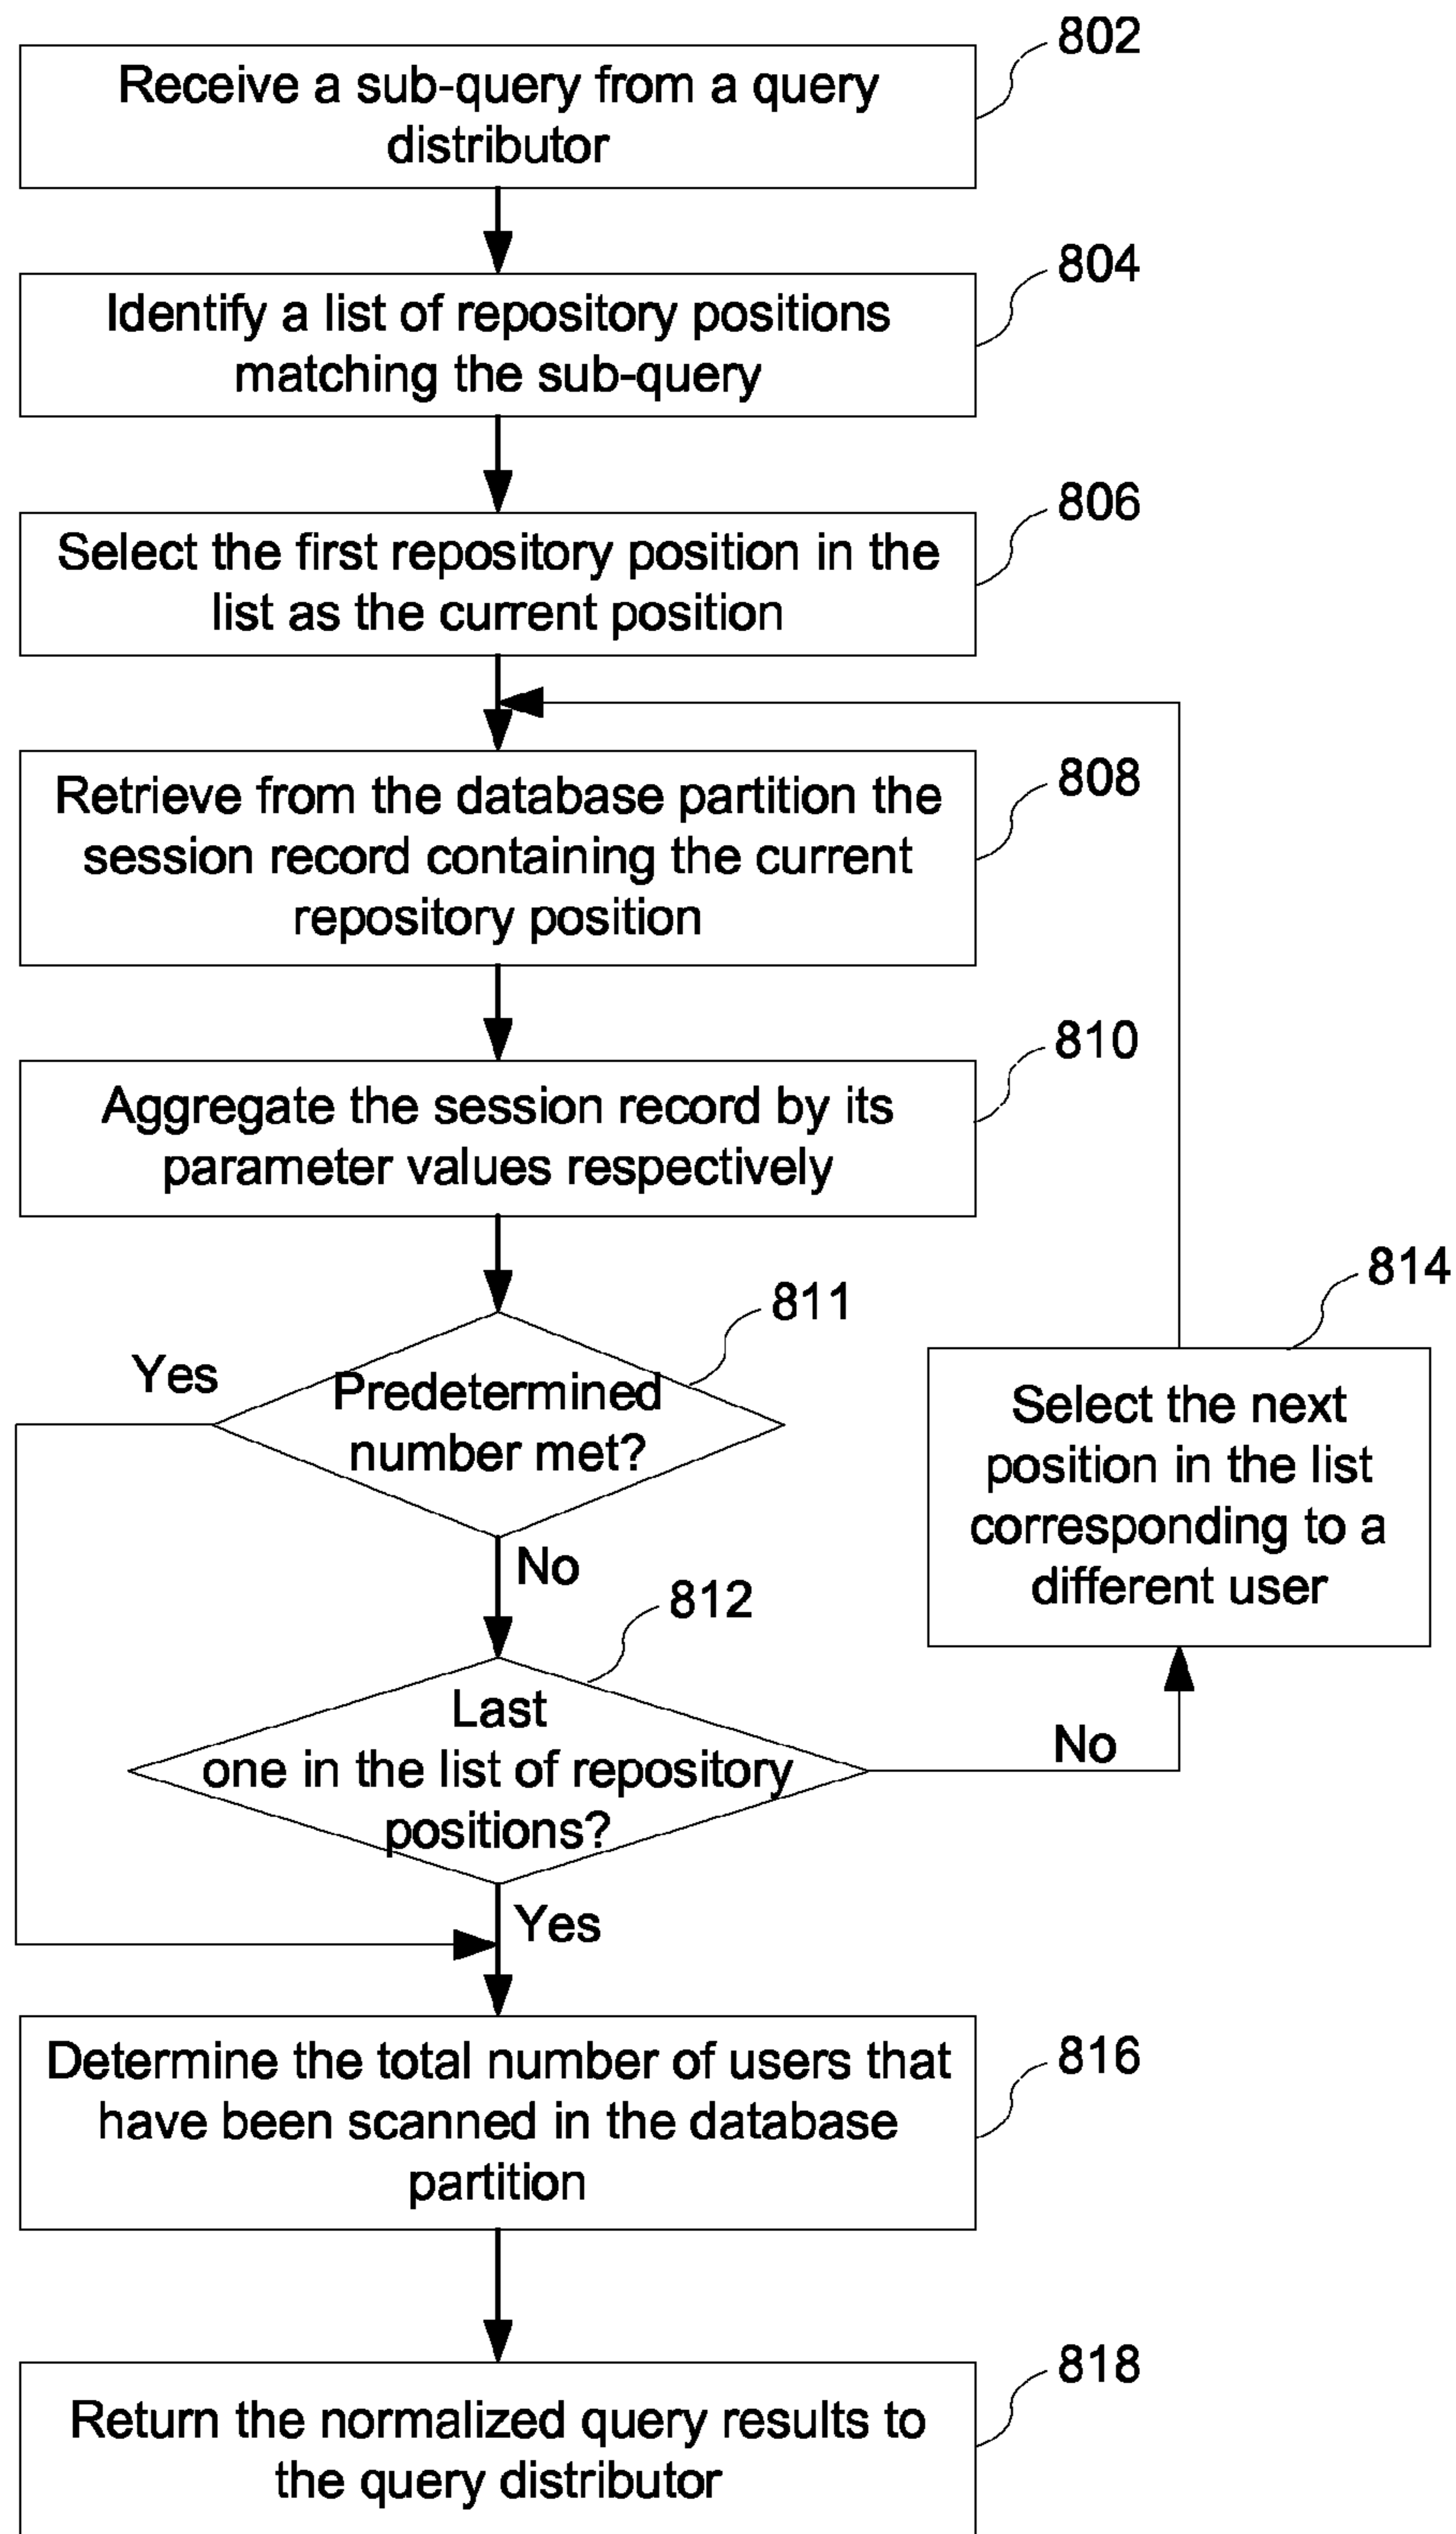 802
Receive a sub-query from a query
distributor
804
Identify a list of repository positions
matching the sub-query
806
Select the first repository position in the
list as the current position
808
Retrieve from the database partition the
session record containing the current
repository position
810
Aggregate the session record by its
parameter values respectively
811
Yes
Predetermined
number met?
No
814
Select the next
position in the list
corresponding to a
different user
812
Last
one in the list of repository
positions?
No
Yes
816
Determine the total number of users that
have been scanned in the database
partition
818
Return the normalized query results to
the query distributor